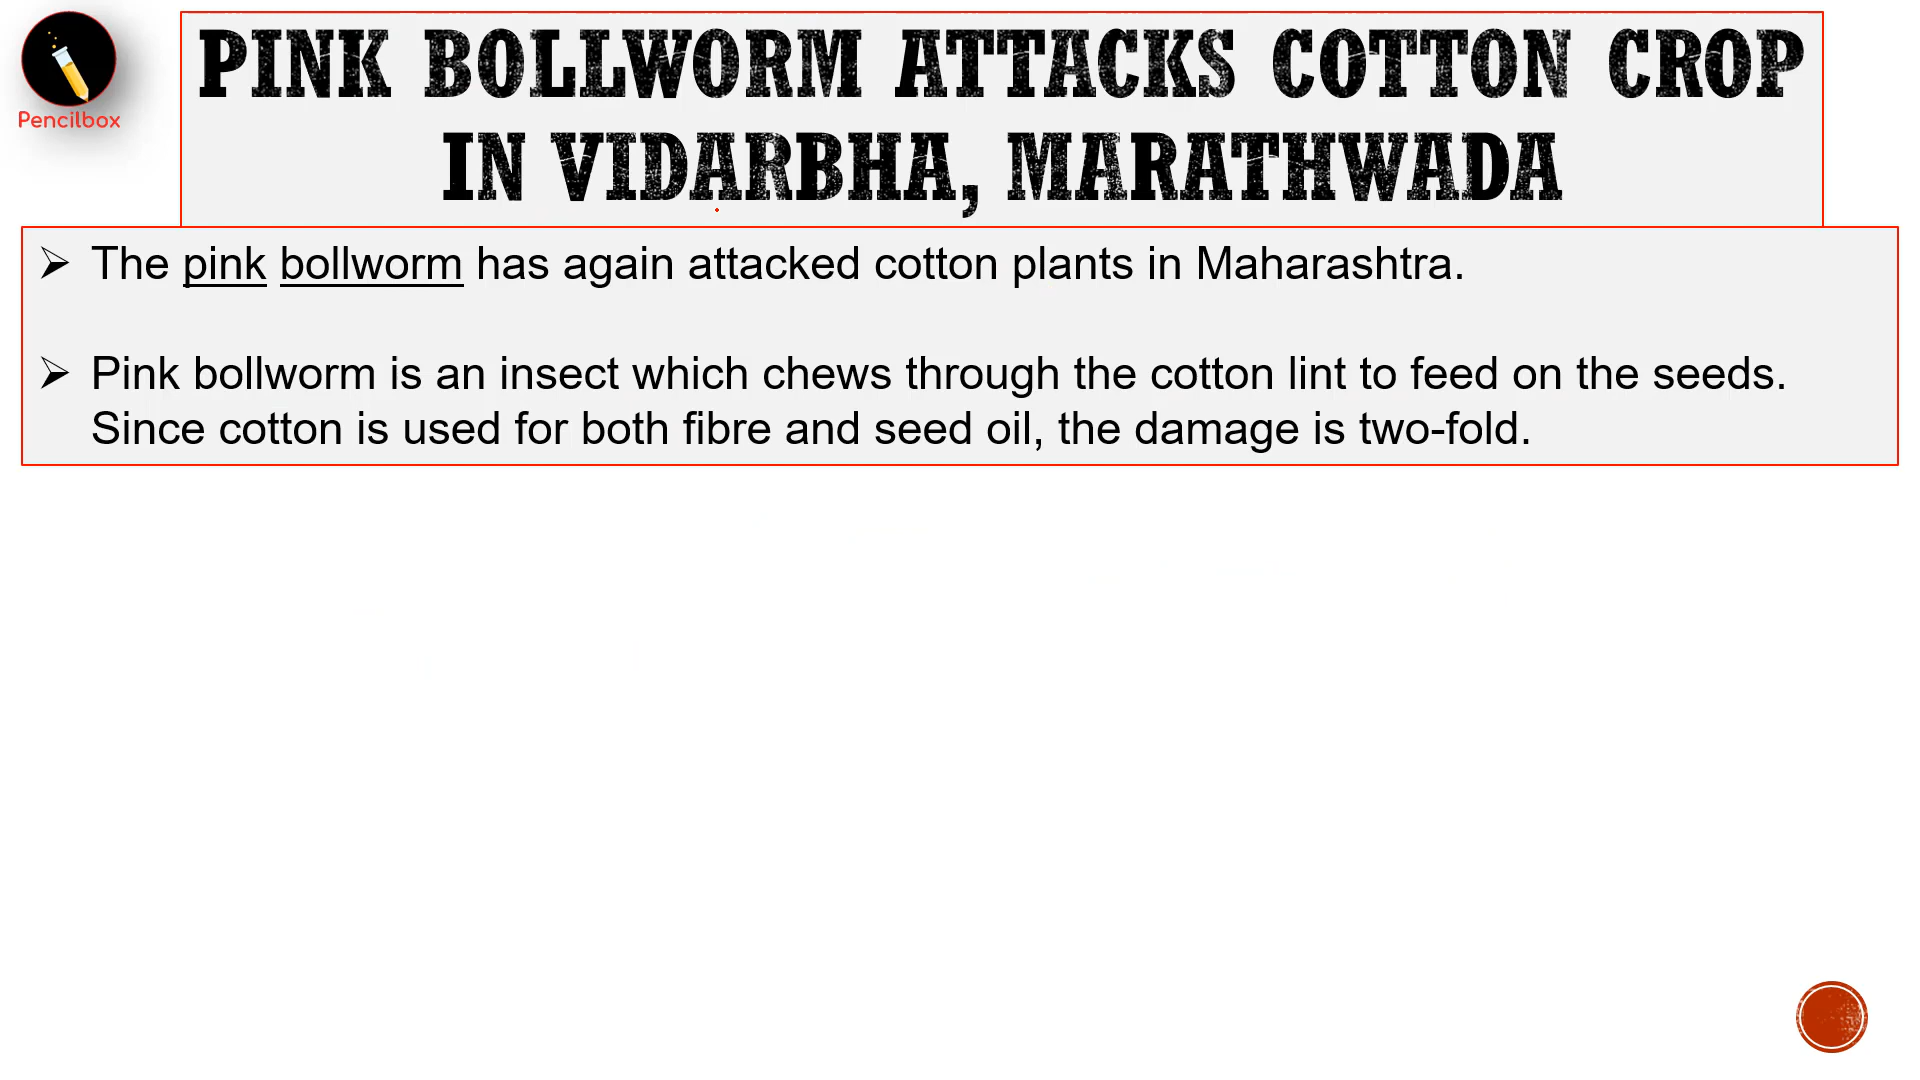 Pencilbox
PINK BOLLWORM ATTACKS COTTON CROP
IN VIDARBHA, MARATHWADA
The pink bollworm has again attacked cotton plants in Maharashtra.
Pink bollworm is an insect which chews through the cotton lint to feed on the seeds.
Since cotton is used for both fibre and seed oil, the damage is two-fold.